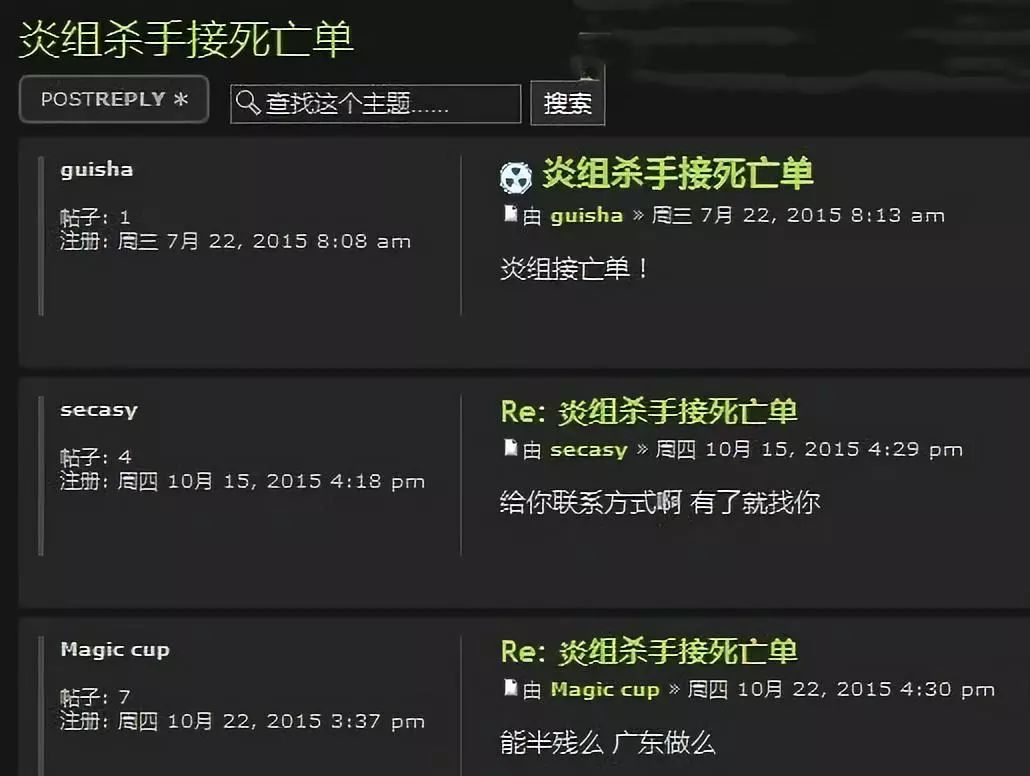 炎组杀手接死亡单
POSTREPLY *
查找这个主题......
搜索
guisha
帖子: 1
注册: 周三 7月 22, 2015 8:08 am
炎组杀手接死亡单
由 guisha » 周三 7月 22, 2015 8:13 am
炎组接亡单！
secasy
帖子: 4
注册: 周四 10月 15, 2015 4:18 pm
Re: 炎组杀手接死亡单
由 secasy » 周四 10月 15, 2015 4:29 pm
给你联系方式啊 有了就找你
Magic cup
帖子: 7
注册: 周四 10月 22, 2015 3:37 pm
Re: 炎组杀手接死亡单
由 Magic cup » 周四 10月 22, 2015 4:30 pm
能半残么 广东做么